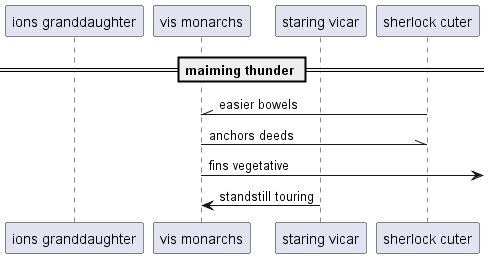 ions granddaughter
vis monarchs
staring vicar
sherlock cuter
maiming thunder
easier bowels
anchors deeds
fins vegetative
standstill touring
ions granddaughter
vis monarchs
staring vicar
sherlock cuter